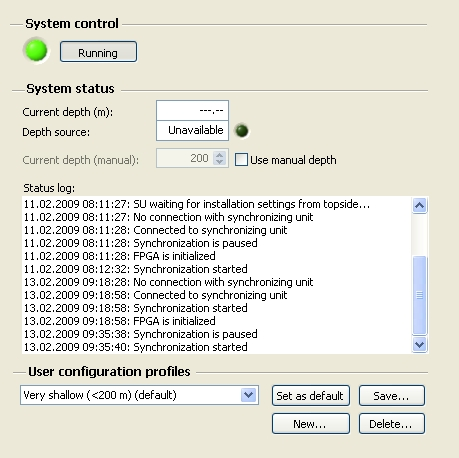 System control
Running
System status
Current depth (m): ---.--
Depth source: Unavailable
Current depth (manual): 200 Use manual depth
Status log:
11.02.2009 08:11:27: SU waiting for installation settings from topside...
11.02.2009 08:11:27: No connection with synchronizing unit
11.02.2009 08:11:28: Connected to synchronizing unit
11.02.2009 08:11:28: Synchronization is paused
11.02.2009 08:11:28: FPGA is initialized
11.02.2009 08:12:32: Synchronization started
13.02.2009 09:18:28: No connection with synchronizing unit
13.02.2009 09:18:58: Connected to synchronizing unit
13.02.2009 09:18:58: Synchronization started
13.02.2009 09:18:58: FPGA is initialized
13.02.2009 09:35:38: Synchronization is paused
13.02.2009 09:35:40: Synchronization started
User configuration profiles
Very shallow (<200 m) (default) Set as default Save...
New... Delete...